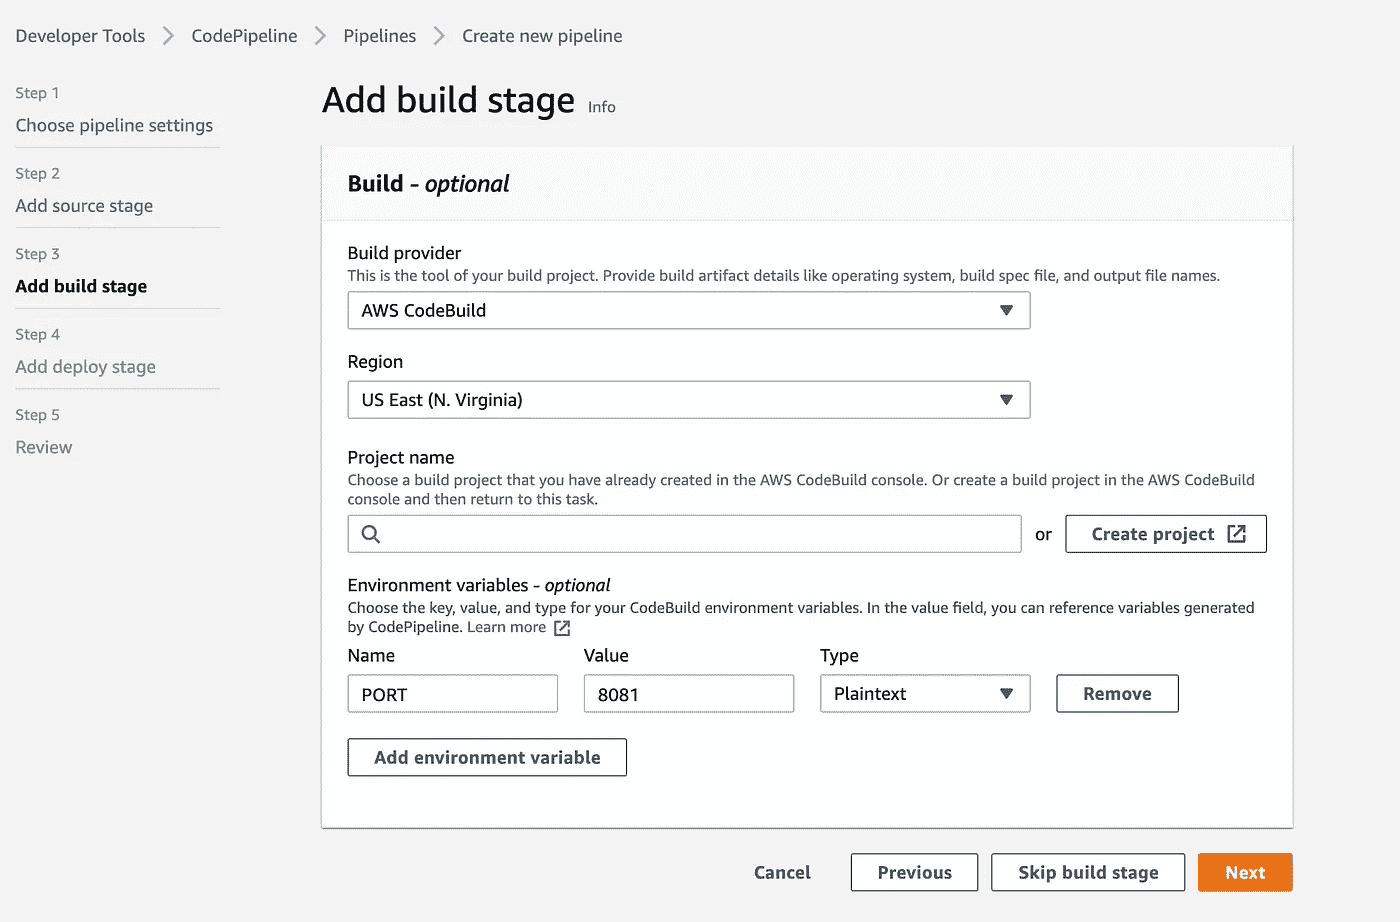 Developer Tools > CodePipeline > Pipelines > Create new pipeline
Step 1
Choose pipeline settings
Step 2
Add source stage
Step 3
Add build stage
Step 4
Add deploy stage
Step 5
Review
Add build stage Info
Build - optional
Build provider
This is the tool of your build project. Provide build artifact details like operating system, build spec file, and output file names.
AWS CodeBuild
Region
US East (N. Virginia)
Project name
Choose a build project that you have already created in the AWS CodeBuild console. Or create a build project in the AWS CodeBuild
console and then return to this task.
or Create project
Environment variables - optional
Choose the key, value, and type for your CodeBuild environment variables. In the value field, you can reference variables generated
by CodePipeline. Learn more
Name Value Type
PORT 8081 Plaintext Remove
Add environment variable
Cancel Previous Skip build stage Next